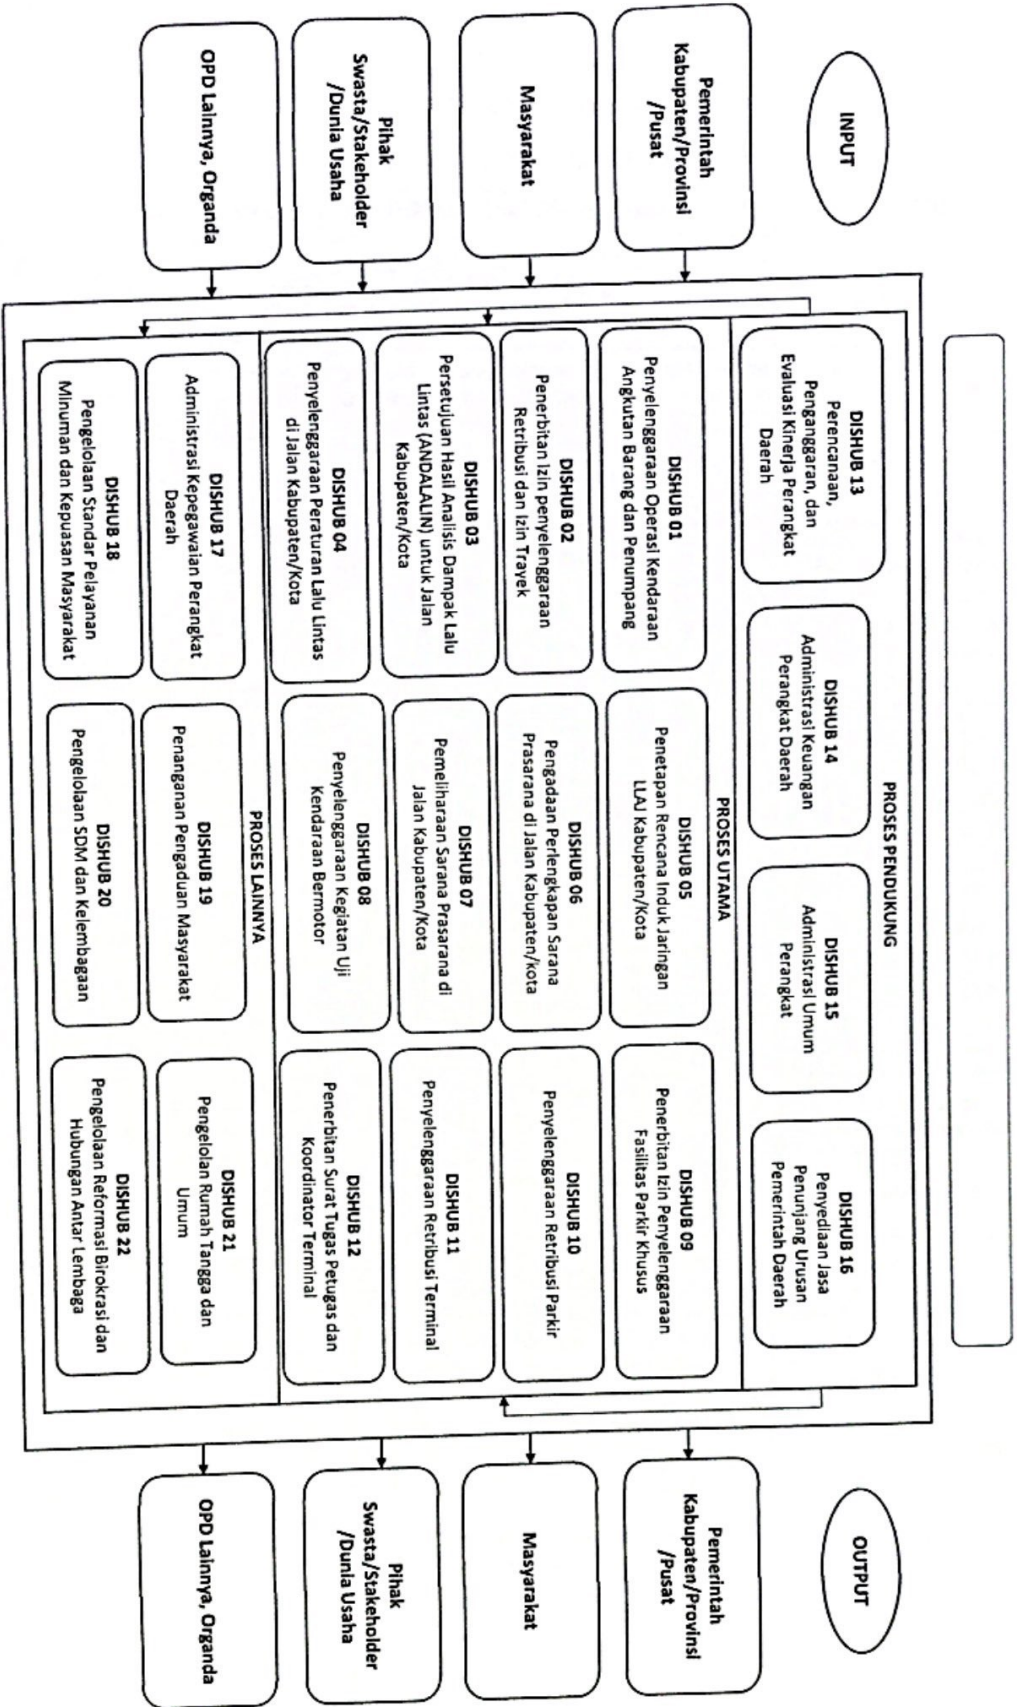 INPUT
Pemerintah
Kabupaten/Provinsi
/Pusat
Masyarakat
Pihak
Swasta/Stakeholder
/Dunia Usaha
OPD Lainnya, Organda
PROSES PENDUKUNG
DISHUB 13
Perencanaan,
Penganggaran, dan
Evaluasi Kinerja Perangkat
Daerah
DISHUB 14
Administrasi Keuangan
Perangkat Daerah
DISHUB 15
Administrasi Umum
Perangkat
DISHUB 16
Penyediaan Jasa
Penunjang Urusan
Pemerintah Daerah
PROSES UTAMA
DISHUB 01
Penyelenggaraan Operasi Kendaraan
Angkutan Barang dan Penumpang
DISHUB 05
Penetapan Rencana Induk Jaringan
LLAJ Kabupaten/Kota
DISHUB 09
Penerbitan Izin Penyelenggaraan
Fasilitas Parkir Khusus
DISHUB 02
Penerbitan Izin penyelenggaraan
Retribusi dan Izin Trayek
DISHUB 06
Pengadaan Perlengkapan Sarana
Prasarana di Jalan Kabupaten/kota
DISHUB 10
Penyelenggaraan Retribusi Parkir
DISHUB 03
Persetujuan Hasil Analisis Dampak Lalu
Lintas (ANDALALIN) untuk Jalan
Kabupaten/Kota
DISHUB 07
Pemeliharaan Sarana Prasarana di
Jalan Kabupaten/Kota
DISHUB 11
Penyelenggaraan Retribusi Terminal
DISHUB 04
Penyelenggaraan Peraturan Lalu Lintas
di Jalan Kabupaten/Kota
DISHUB 08
Penyelenggaraan Kegiatan Uji
Kendaraan Bermotor
DISHUB 12
Penerbitan Surat Tugas Petugas dan
Koordinator Terminal
PROSES LAINNYA
DISHUB 17
Administrasi Kepegawaian Perangkat
Daerah
DISHUB 19
Penanganan Pengaduan Masyarakat
DISHUB 21
Pengelolan Rumah Tangga dan
Umum
DISHUB 18
Pengelolaan Standar Pelayanan
Minuman dan Kepuasan Masyarakat
DISHUB 20
Pengelolaan SDM dan Kelembagaan
DISHUB 22
Pengelolaan Reformasi Birokrasi dan
Hubungan Antar Lembaga
OUTPUT
Pemerintah
Kabupaten/Provinsi
/Pusat
Masyarakat
Pihak
Swasta/Stakeholder
/Dunia Usaha
OPD Lainnya, Organda